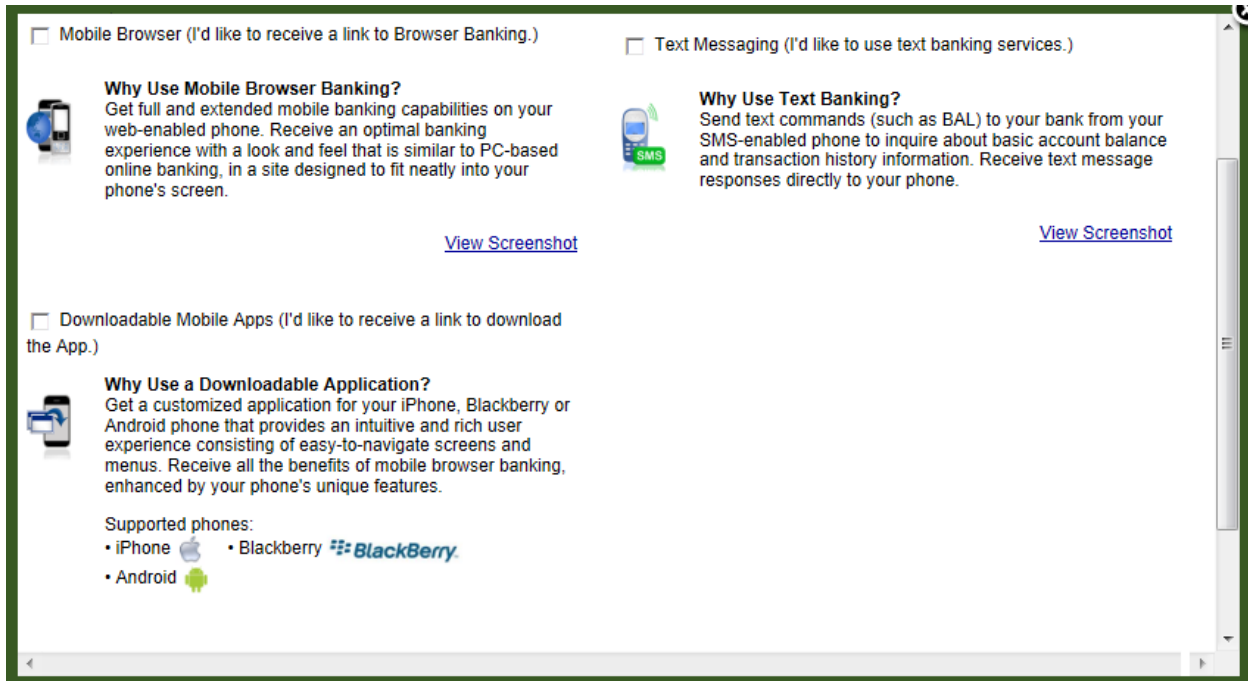 Mobile Browser (I'd like to receive a link to Browser Banking.)
Why Use Mobile Browser Banking?
Get full and extended mobile banking capabilities on your
web-enabled phone. Receive an optimal banking
experience with a look and feel that is similar to PC-based
online banking, in a site designed to fit neatly into your
phone's screen.
View Screenshot
Text Messaging (I'd like to use text banking services.)
Why Use Text Banking?
Send text commands (such as BAL) to your bank from your
SMS-enabled phone to inquire about basic account balance
and transaction history information. Receive text message
responses directly to your phone.
SMS
View Screenshot
Downloadable Mobile Apps (I'd like to receive a link to download
the App.)
Why Use a Downloadable Application?
Get a customized application for your iPhone, Blackberry or
Android phone that provides an intuitive and rich user
experience consisting of easy-to-navigate screens and
menus. Receive all the benefits of mobile browser banking,
enhanced by your phone's unique features.
Supported phones:
• iPhone • Blackberry BlackBerry.
• Android